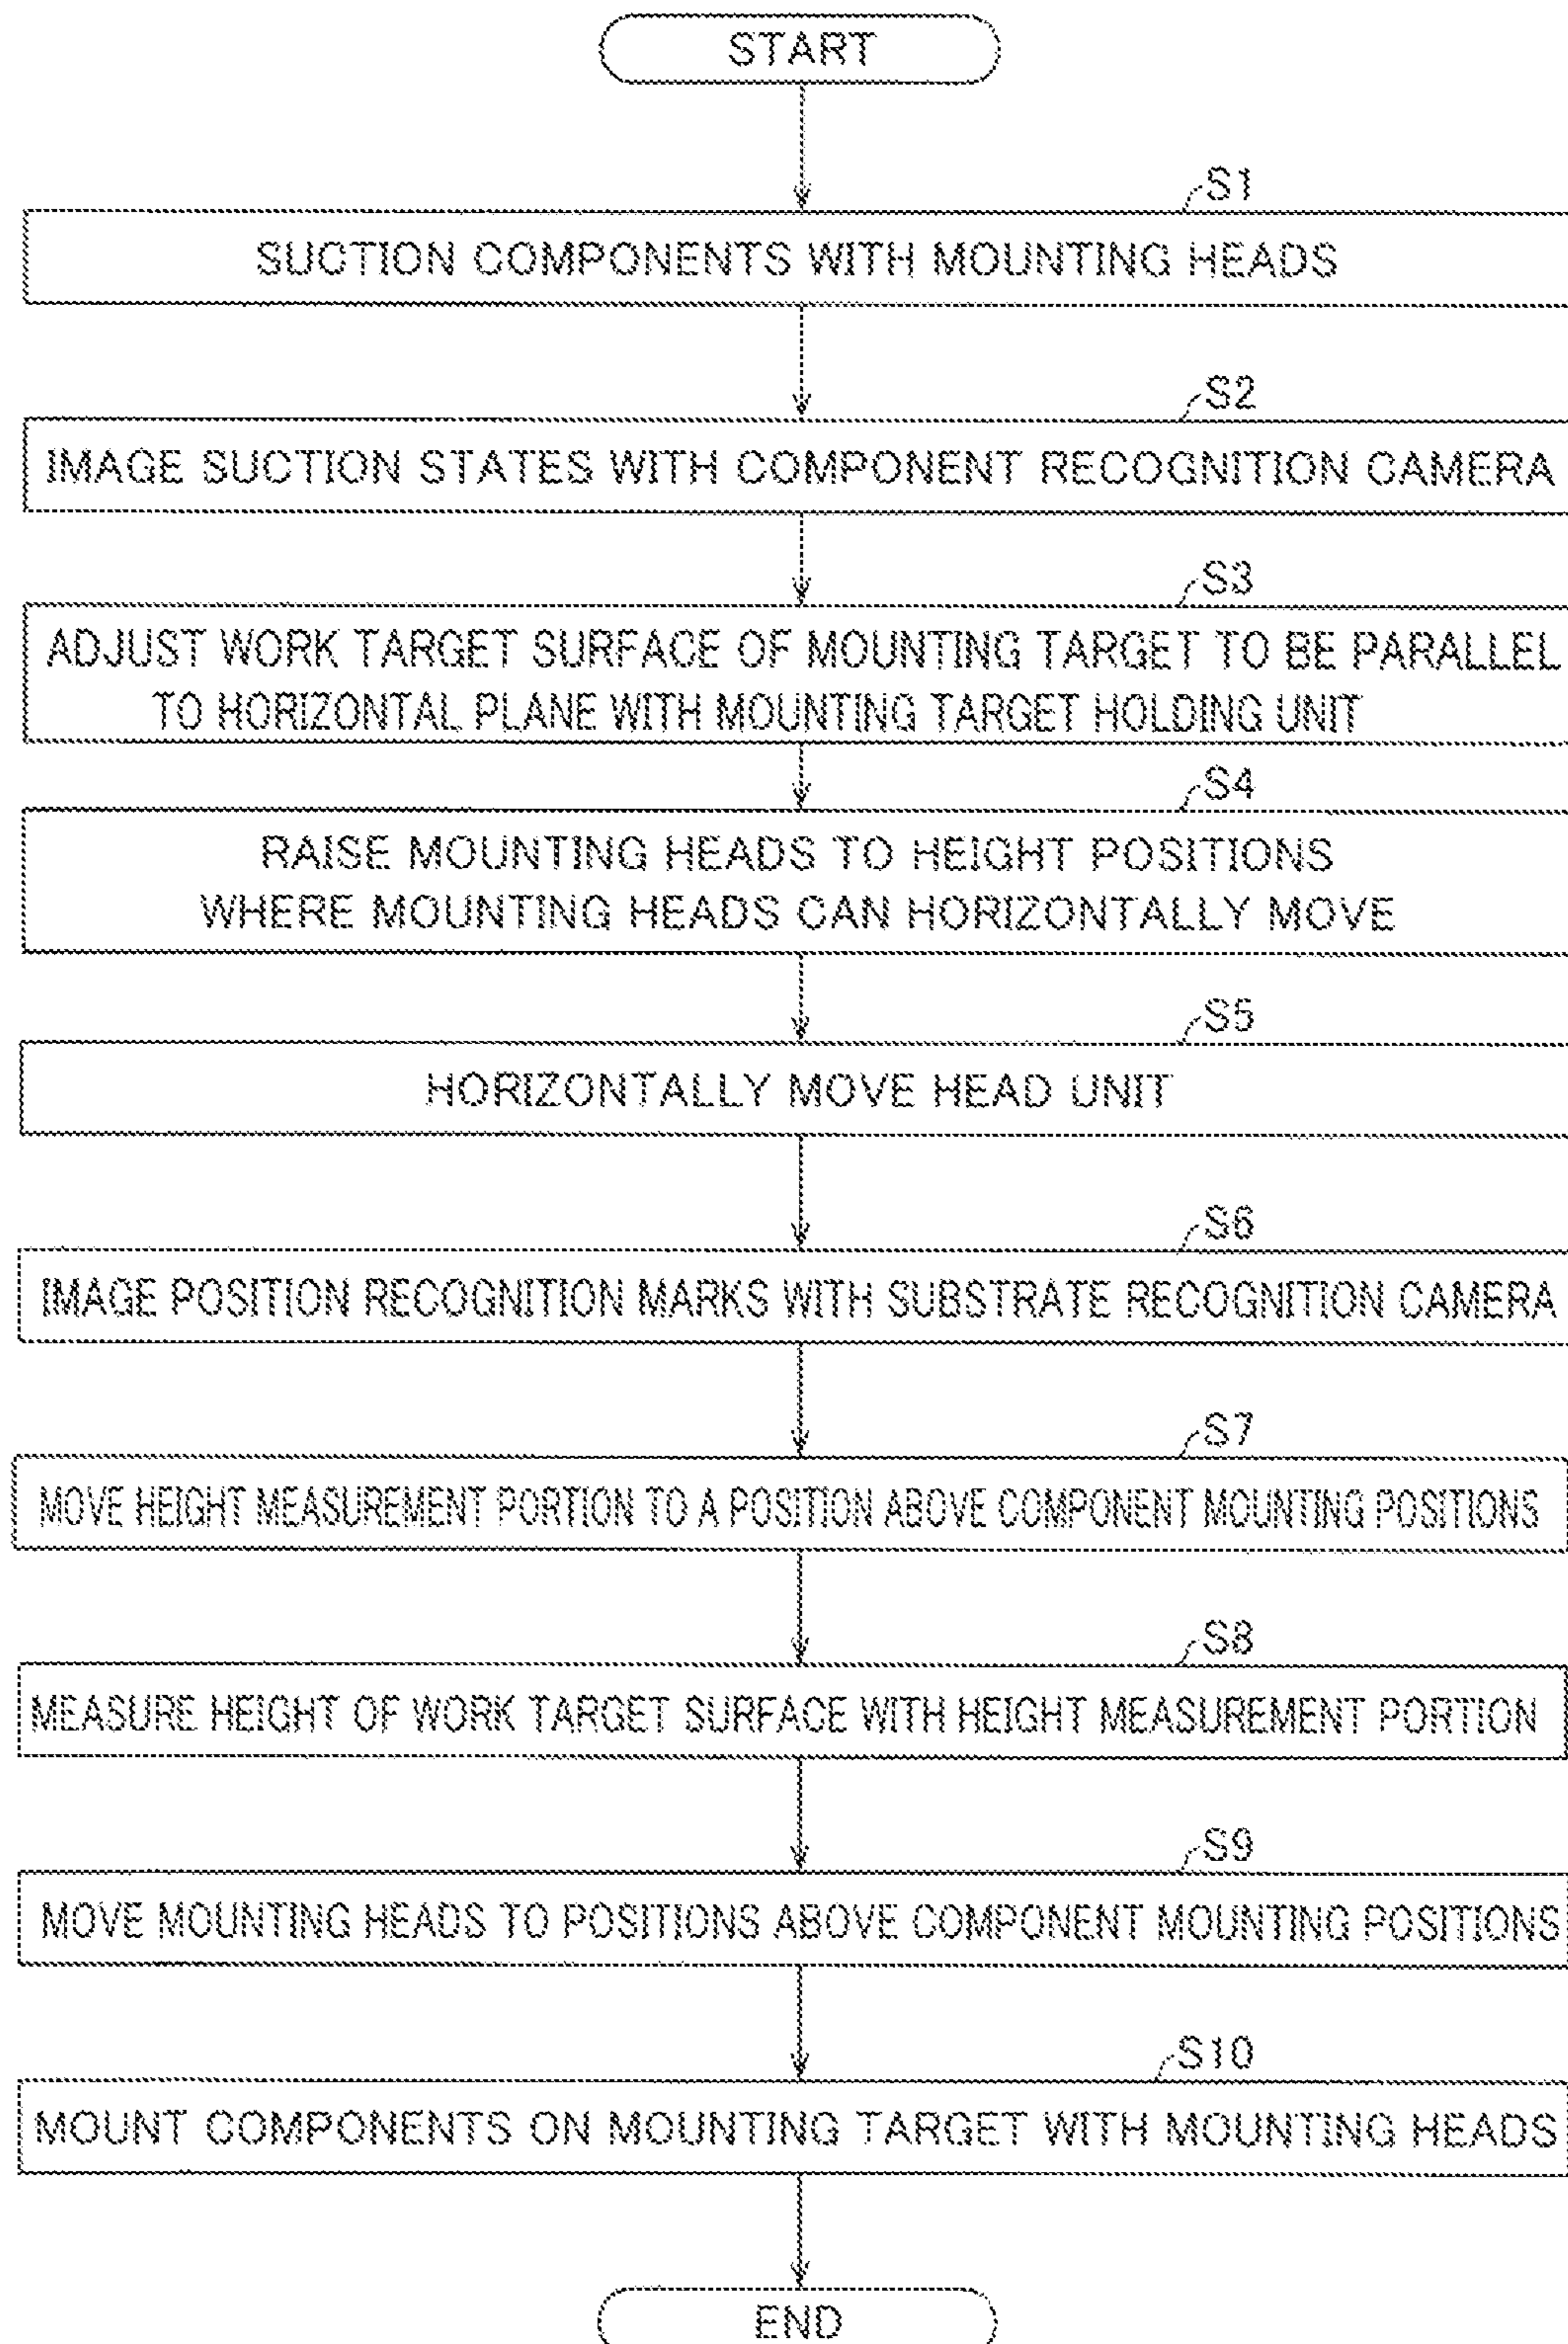 START
S1
SUCTION COMPONENTS WITH MOUNTING HEADS
S2
IMAGE SUCTION STATES WITH COMPONENT RECOGNITION CAMERA
S3
ADJUST WORK TARGET SURFACE OF MOUNTING TARGET TO BE PARALLEL
TO HORIZONTAL PLANE WITH MOUNTING TARGET HOLDING UNIT
S4
RAISE MOUNTING HEADS TO HEIGHT POSITIONS
WHERE MOUNTING HEADS CAN HORIZONTALLY MOVE
S5
HORIZONTALLY MOVE HEAD UNIT
S6
IMAGE POSITION RECOGNITION MARKS WITH SUBSTRATE RECOGNITION CAMERA
S7
MOVE HEIGHT MEASUREMENT PORTION TO A POSITION ABOVE COMPONENT MOUNTING POSITIONS
S8
MEASURE HEIGHT OF WORK TARGET SURFACE WITH HEIGHT MEASUREMENT PORTION
S9
MOVE MOUNTING HEADS TO POSITIONS ABOVE COMPONENT MOUNTING POSITIONS
S10
MOUNT COMPONENTS ON MOUNTING TARGET WITH MOUNTING HEADS
END